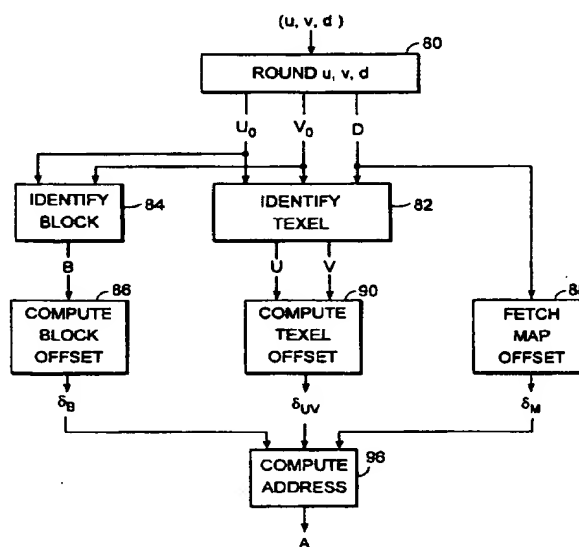 (u, v, d)
80
ROUND u, v, d
U₀ V₀ D
IDENTIFY
BLOCK
84
IDENTIFY
TEXEL
82
B
U V
86
COMPUTE
BLOCK
OFFSET
90
COMPUTE
TEXEL
OFFSET
FETCH
MAP
OFFSET
δB
δUV
δM
COMPUTE
ADDRESS
96
A